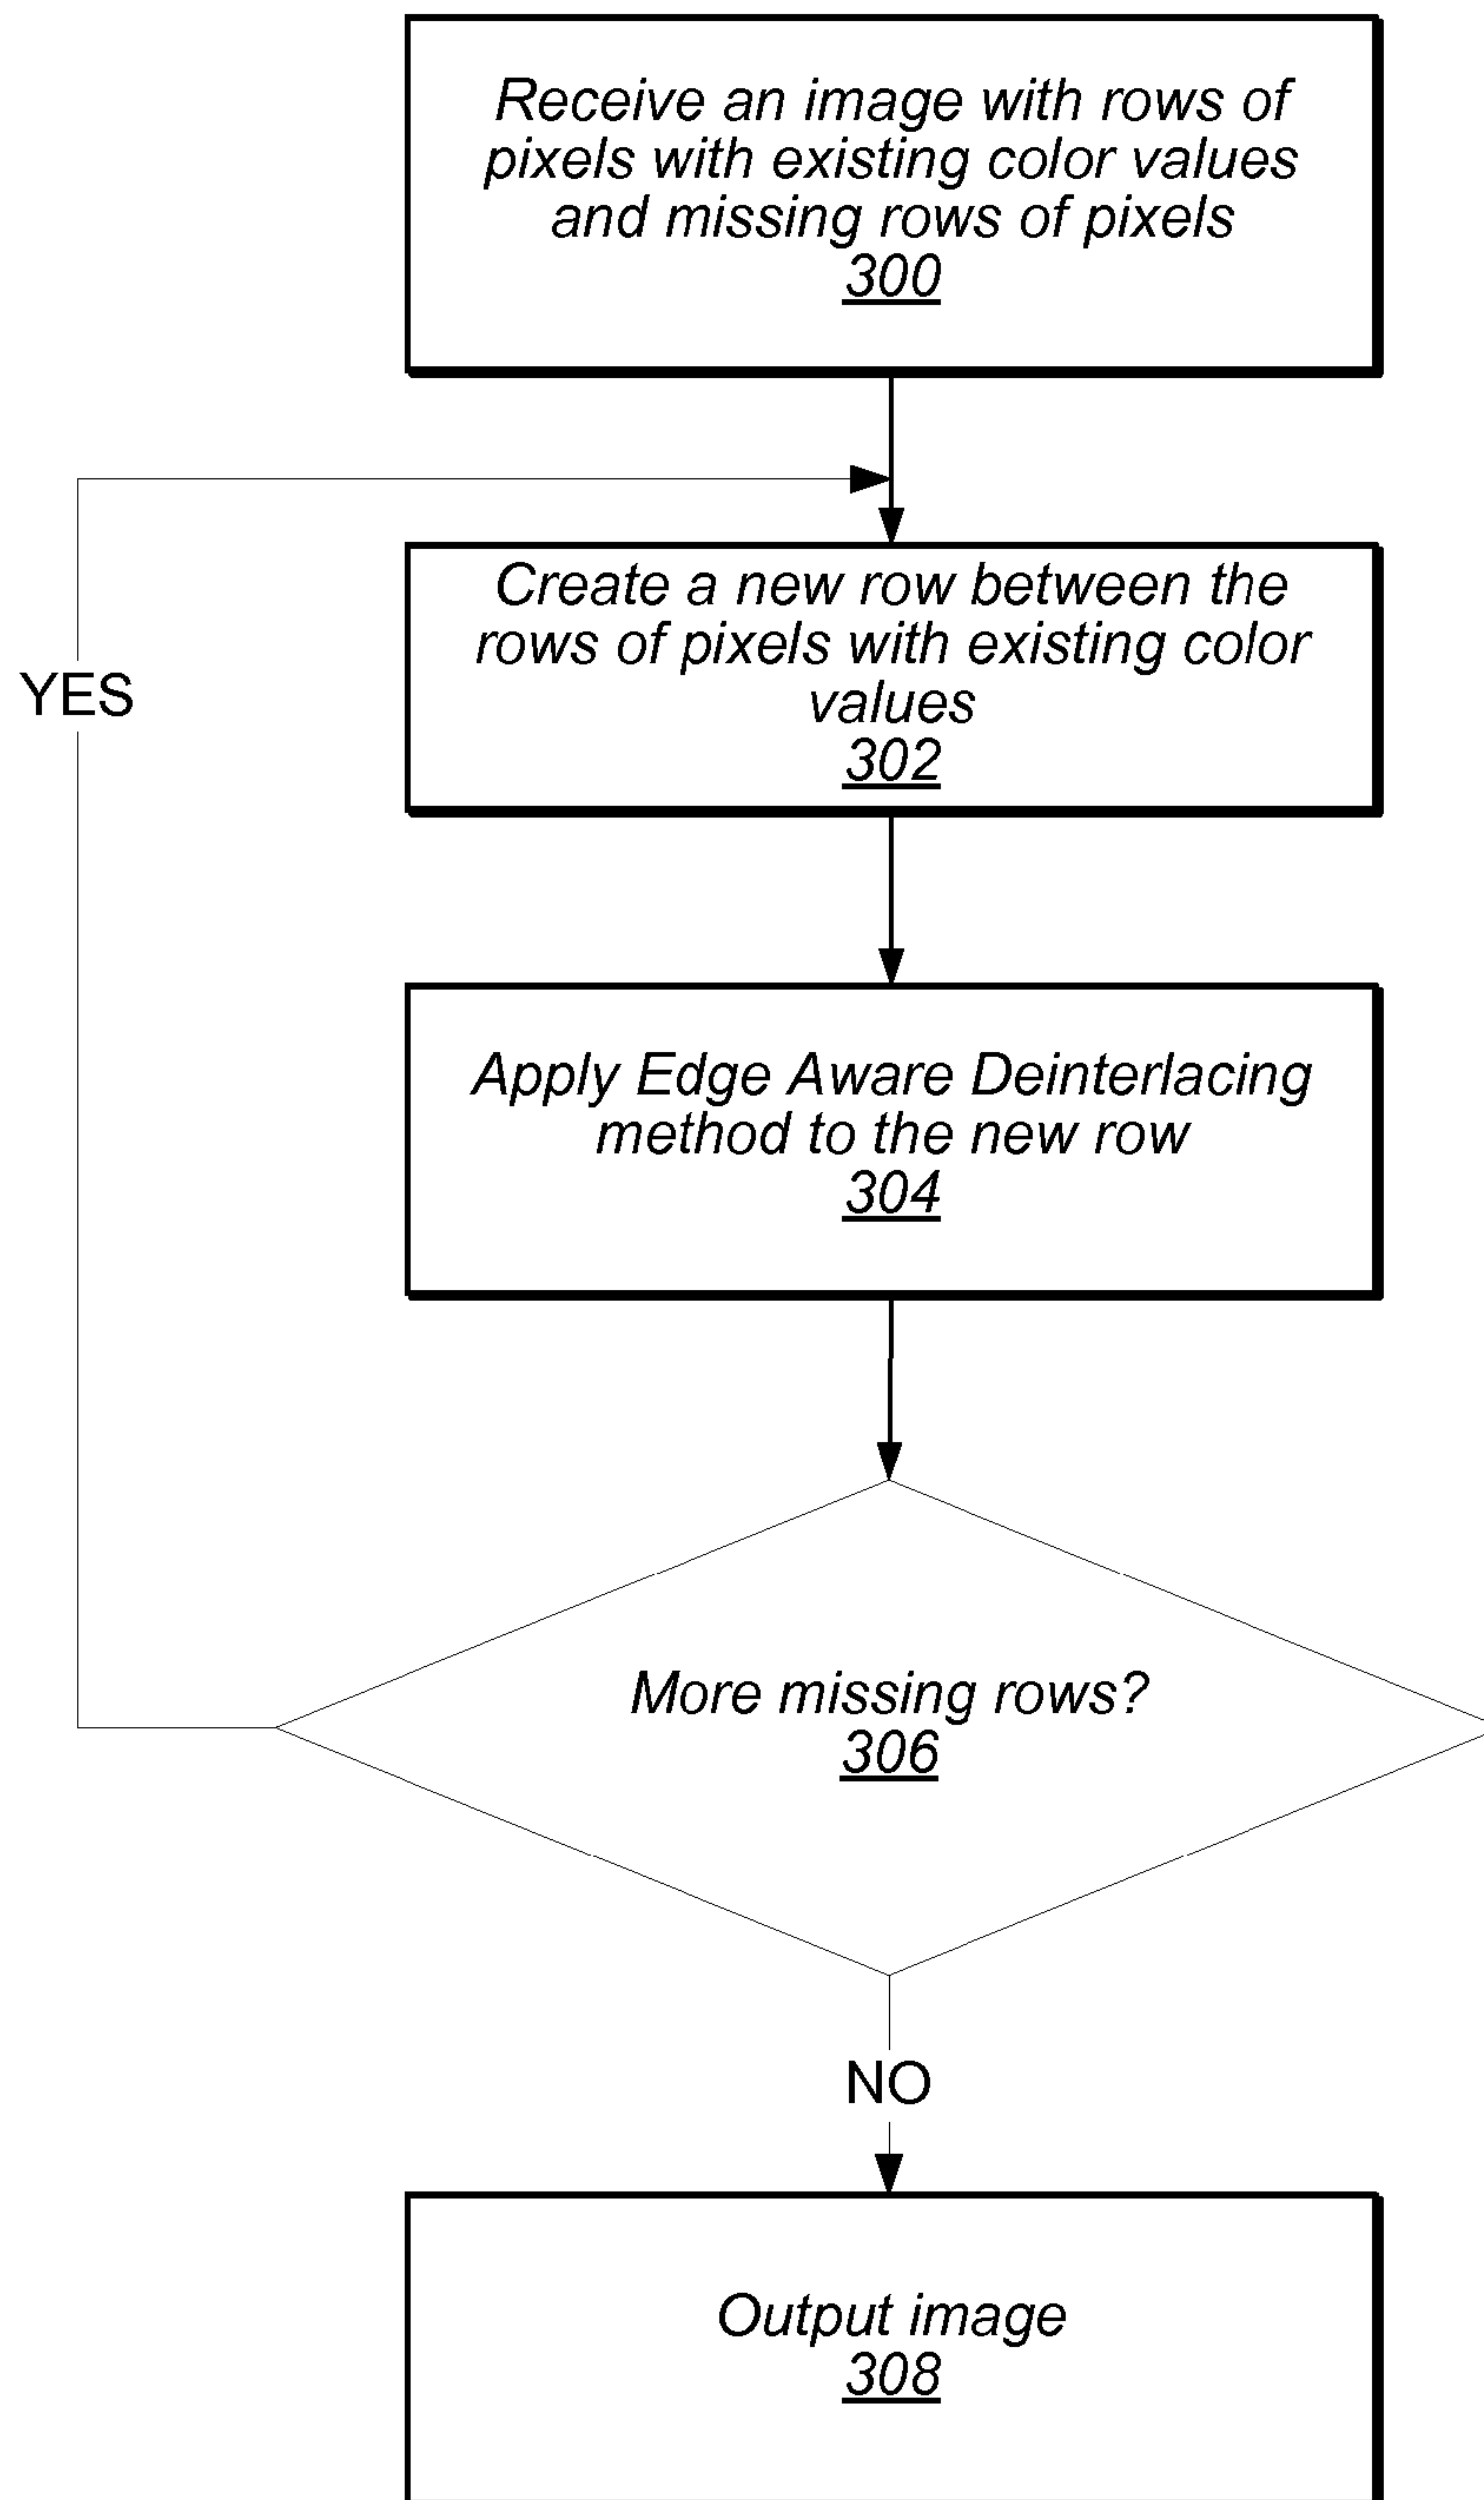 Receive an image with rows of
pixels with existing color values
and missing rows of pixels
300
Create a new row between the
rows of pixels with existing color
values
302
YES
Apply Edge Aware Deinterlacing
method to the new row
304
More missing rows?
306
NO
Output image
308